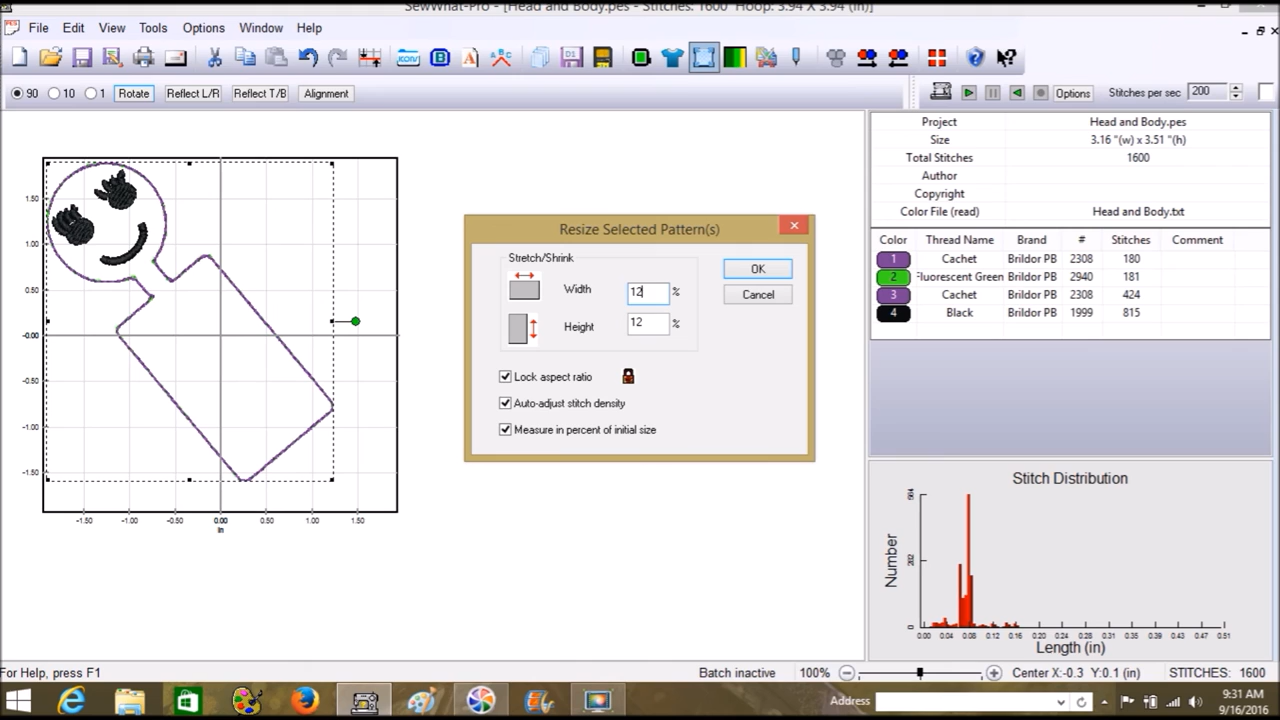 SewWhat-Pro - [Head and Body.pes - Stitches: 1600 Hoop: 3.94 X 3.94 (in)]
File Edit View Tools Options Window Help
90 10 1 Rotate Reflect L/R Reflect T/B Alignment Options Stitches per sec 200
Project Head and Body.pes
Size 3.16 "(w) x 3.51 "(h)
Total Stitches 1600
Author
Copyright
Color File (read) Head and Body.txt
Color Thread Name Brand # Stitches Comment
1 Cachet Brildor PB 2308 180
2 Fluorescent Green Brildor PB 2940 181
3 Cachet Brildor PB 2308 424
4 Black Brildor PB 1999 815
1.50
1.00
0.50
-0.00
-0.50
-1.00
-1.50
-1.50 -1.00 -0.50 0.00 0.50 1.00 1.50
in
Resize Selected Pattern(s)
Stretch/Shrink
Width 12 %
Height 12 %
OK
Cancel
Lock aspect ratio
Auto-adjust stitch density
Measure in percent of initial size
Stitch Distribution
Number
0
0.00 0.04 0.08 0.12 0.16 0.20 0.24 0.28 0.31 0.35 0.39 0.43 0.47 0.51
Length (in)
For Help, press F1 Batch inactive 100% Center X:-0.3 Y:0.1 (in) STITCHES: 1600
Address
9:31 AM
9/16/2016